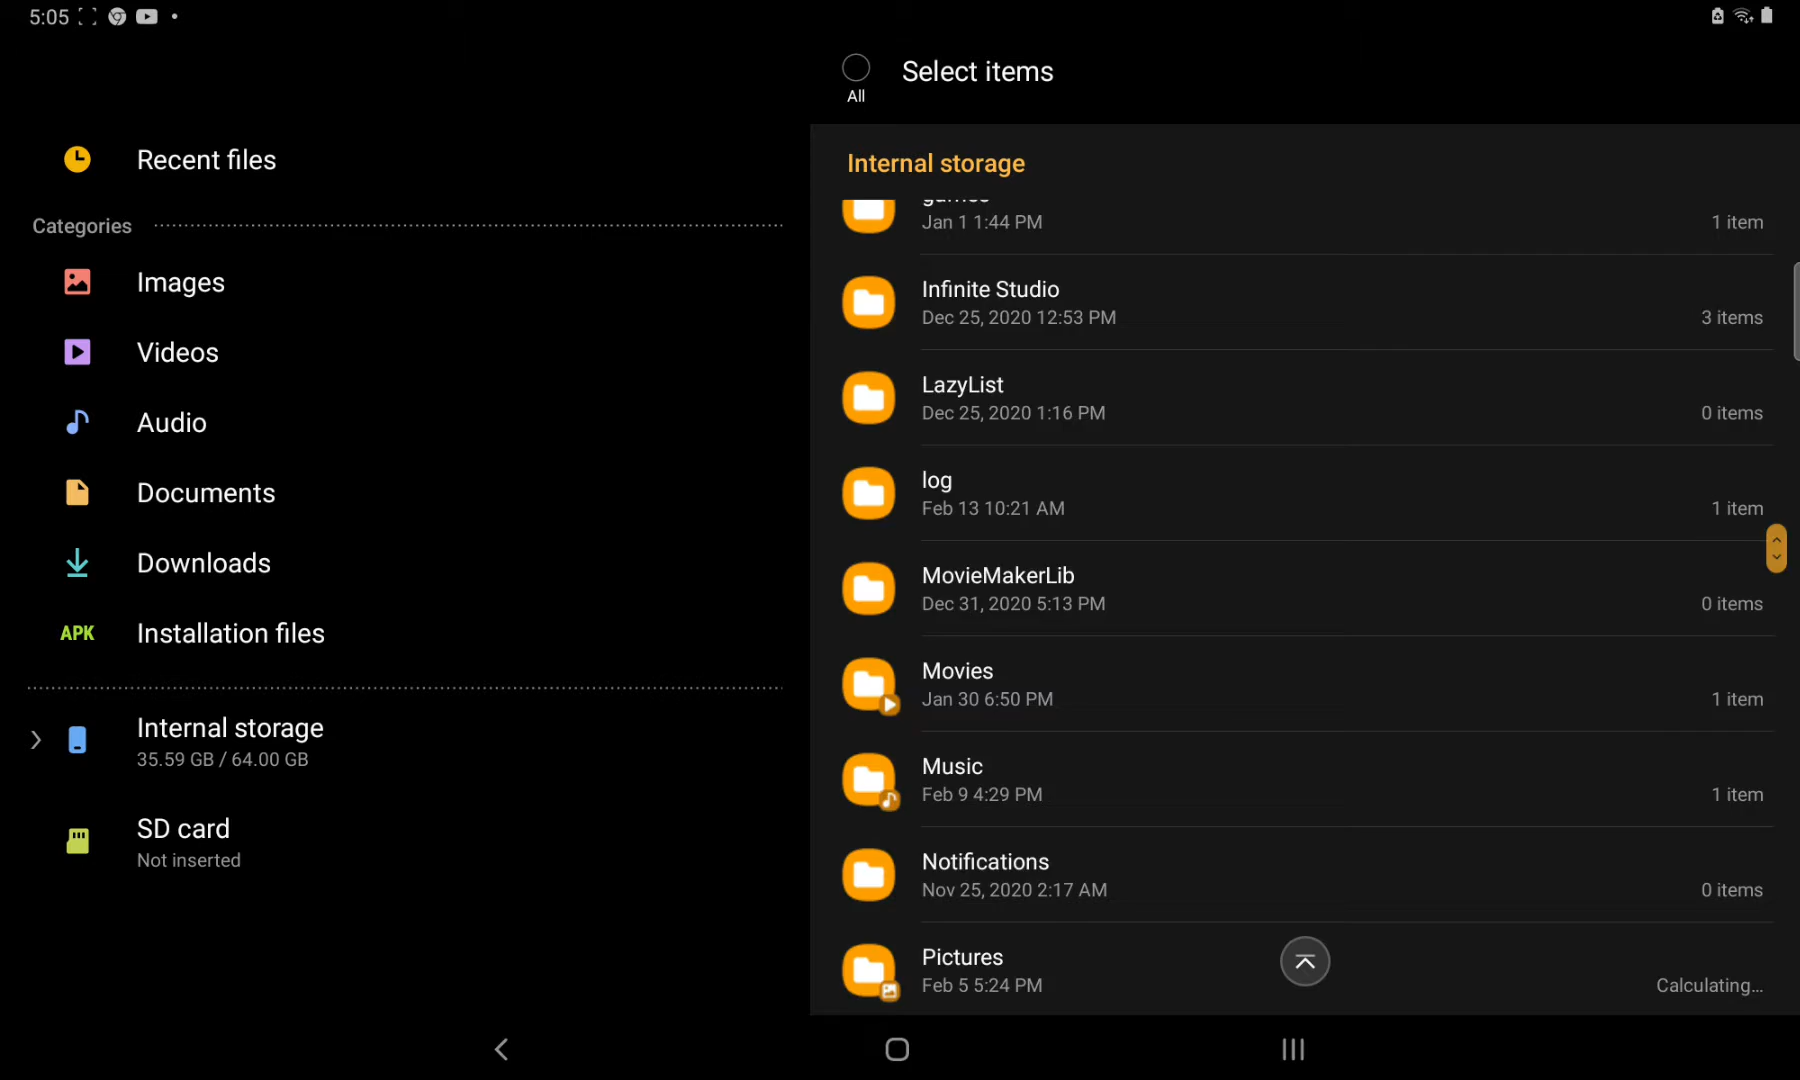 5:05
Select items
All
Recent files
Internal storage
Categories
Jan 1 1:44 PM
1 item
Images
Infinite Studio
Dec 25, 2020 12:53 PM
3 items
Videos
LazyList
Dec 25, 2020 1:16 PM
0 items
Audio
log
Feb 13 10:21 AM
1 item
Documents
MovieMakerLib
Dec 31, 2020 5:13 PM
0 items
Downloads
APK
Installation files
Movies
Jan 30 6:50 PM
1 item
Internal storage
35.59 GB / 64.00 GB
Music
Feb 9 4:29 PM
1 item
SD card
Not inserted
Notifications
Nov 25, 2020 2:17 AM
0 items
Pictures
Feb 5 5:24 PM
Calculating...